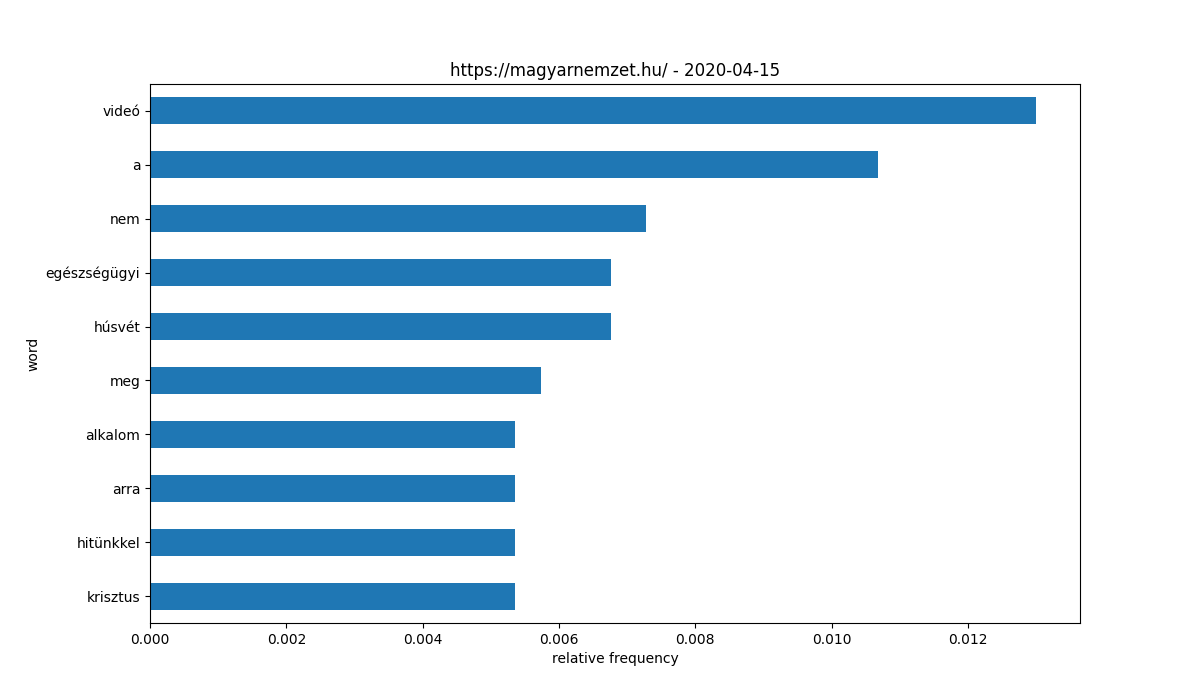 https://magyarnemzet.hu/ - 2020-04-15
word
videó
a
nem
egészségügyi
húsvét
meg
alkalom
arra
hitünkkel
krisztus
0.000 0.002 0.004 0.006 0.008 0.010 0.012
relative frequency